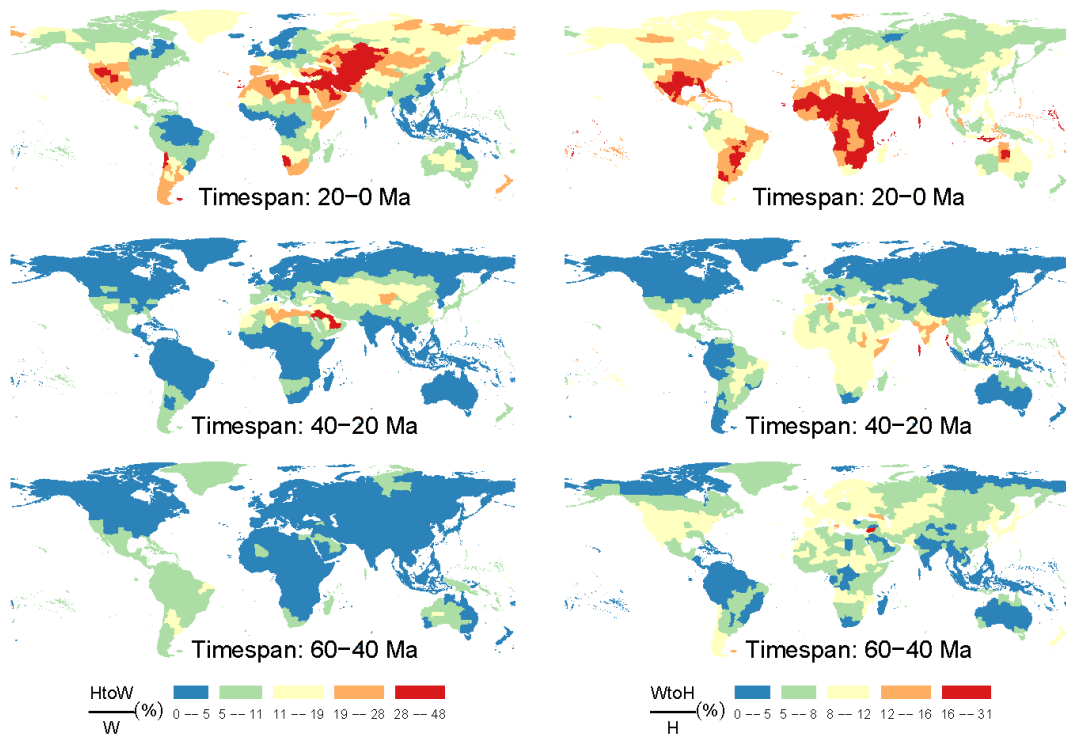 Timespan: 20−0 Ma
Timespan: 20−0 Ma
Timespan: 40−20 Ma
Timespan: 40−20 Ma
Timespan: 60−40 Ma
Timespan: 60−40 Ma
HtoW
W
(%)
0 −− 5 5 −− 11 11 −− 19 19 −− 28 28 −− 48
WtoH
H
(%)
0 −− 5 5 −− 8 8 −− 12 12 −− 16 16 −− 31